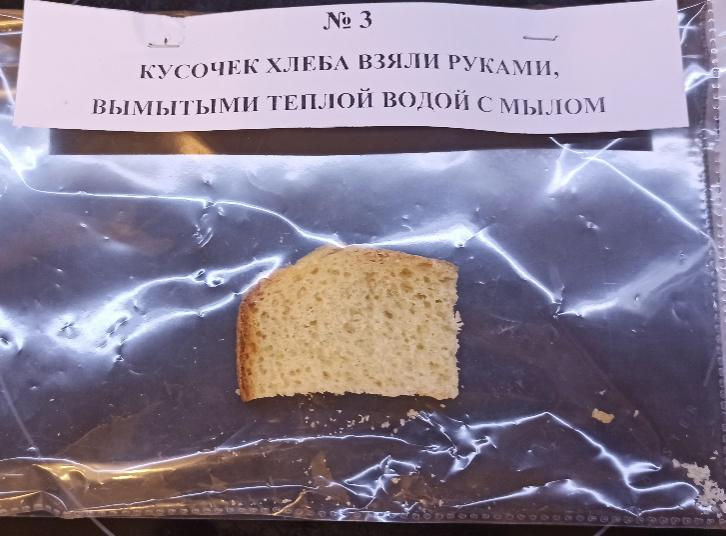 № 3
КУСОЧЕК ХЛЕБА ВЗЯЛИ РУКАМИ,
ВЫМЫТЫМИ ТЕПЛОЙ ВОДОЙ С МЫЛОМ